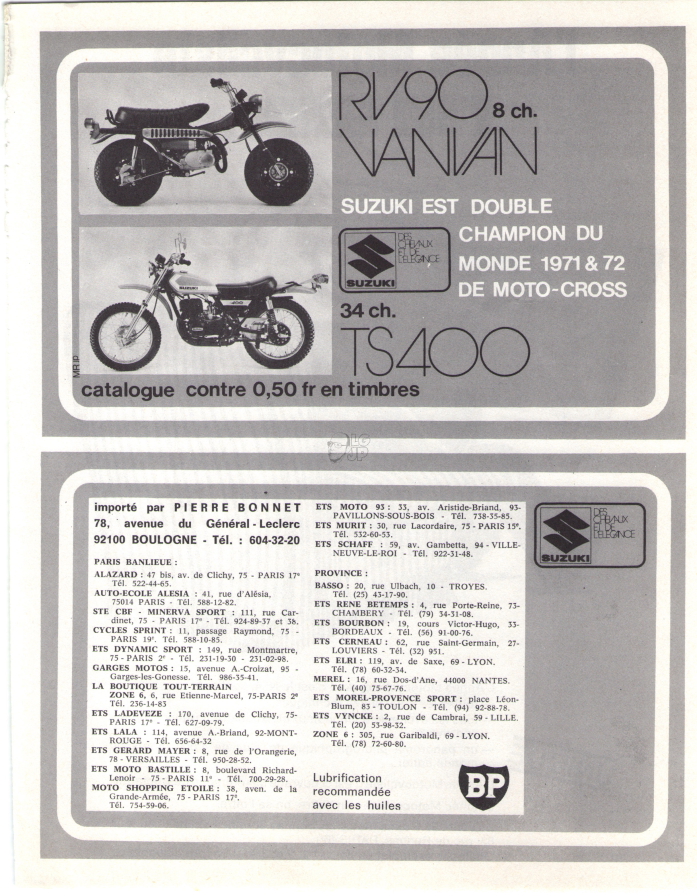 RV90 8 ch.
VANVAN
SUZUKI EST DOUBLE
CHAMPION DU
MONDE 1971 & 72
DE MOTO-CROSS
DES
CHEVAUX
ET DE
L'ELEGANCE
SUZUKI
34 ch.
TS400
MRIP
catalogue contre 0,50 fr en timbres
LG
JP
importé par PIERRE BONNET
78, avenue du Général-Leclerc
92100 BOULOGNE - Tél. : 604-32-20
PARIS BANLIEUE :
ALAZARD : 47 bis, av. de Clichy, 75 - PARIS 17e
Tél. 522-44-65.
AUTO-ECOLE ALESIA : 41, rue d'Alésia,
75014 PARIS - Tél. 588-12-82.
STE CBF - MINERVA SPORT : 111, rue Car-
dinet, 75 - PARIS 17e - Tél. 924-89-37 et 38.
CYCLES SPRINT : 11, passage Raymond, 75 -
PARIS 19e. Tél. 588-10-85.
ETS DYNAMIC SPORT : 149, rue Montmartre,
75 - PARIS 2e - Tél. 231-19-30 - 231-02-98.
GARGES MOTOS : 15, avenue A.-Croizat, 95 -
Garges-les-Gonesse. Tél. 986-35-41.
LA BOUTIQUE TOUT-TERRAIN
ZONE 6, 6, rue Etienne-Marcel, 75-PARIS 2e
Tél. 236-14-83
ETS LADEVEZE : 170, avenue de Clichy, 75-
PARIS 17e - Tél. 627-09-79.
ETS LALA : 114, avenue A.-Briand, 92-MONT-
ROUGE - Tél. 656-64-32
ETS GERARD MAYER : 8, rue de l'Orangerie,
78 - VERSAILLES - Tél. 950-28-52.
ETS MOTO BASTILLE : 8, boulevard Richard-
Lenoir - 75 - PARIS 11e - Tél. 700-29-28.
MOTO SHOPPING ETOILE : 38, aven. de la
Grande-Armée, 75 - PARIS 17e.
Tél. 754-59-06.
ETS MOTO 93 : 33, av. Aristide-Briand, 93-
PAVILLONS-SOUS-BOIS - Tél. 738-35-85.
ETS MURIT : 30, rue Lacordaire, 75 - PARIS 15e.
Tél. 532-60-53.
ETS SCHAFF : 59, av. Gambetta, 94 - VILLE-
NEUVE-LE-ROI - Tél. 922-31-48.
PROVINCE :
BASSO : 20, rue Ulbach, 10 - TROYES.
Tél. (25) 43-17-90.
ETS RENE BETEMPS : 4, rue Porte-Reine, 73-
CHAMBERY - Tél. (79) 34-31-08.
ETS BOURBON : 19, cours Victor-Hugo, 33-
BORDEAUX - Tél. (56) 91-00-76.
ETS CERNEAU : 62, rue Saint-Germain, 27-
LOUVIERS - Tél. (32) 951.
ETS ELRI : 119, av. de Saxe, 69 - LYON.
Tél. (78) 60-32-34.
MEREL : 16, rue Dos-d'Ane, 44000 NANTES.
Tél. (40) 75-67-76.
ETS MOREL-PROVENCE SPORT : place Léon-
Blum, 83 - TOULON - Tél. (94) 92-88-78.
ETS VYNCKE : 2, rue de Cambrai, 59 - LILLE.
Tél. (20) 53-98-32.
ZONE 6 : 305, rue Garibaldi, 69 - LYON.
Tél. (78) 72-60-80.
Lubrification
recommandée
avec les huiles
BP
DES
CHEVAUX
ET DE
L'ELEGANCE
SUZUKI